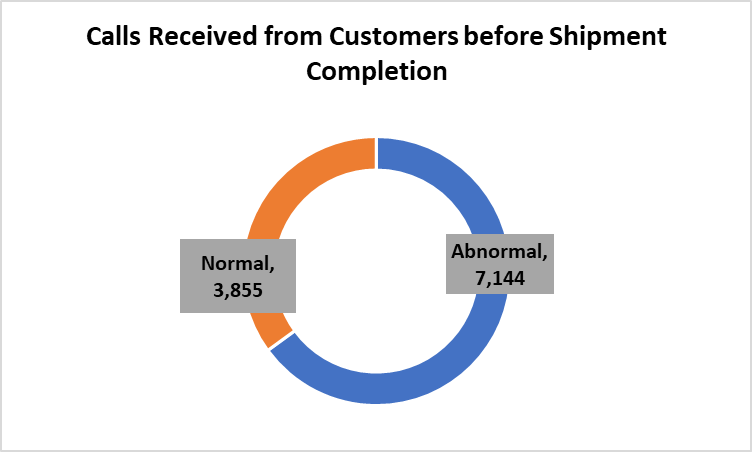 Calls Received from Customers before Shipment
Completion
Normal,
3,855
Abnormal,
7,144